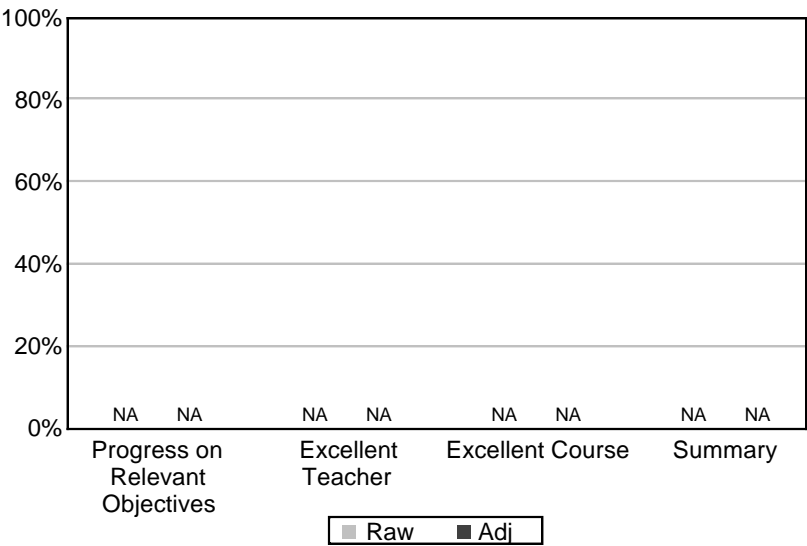 100%
80%
60%
40%
20%
0%
NA NA NA NA NA NA NA NA
Progress on Relevant Objectives
Excellent Teacher
Excellent Course
Summary
Raw Adj